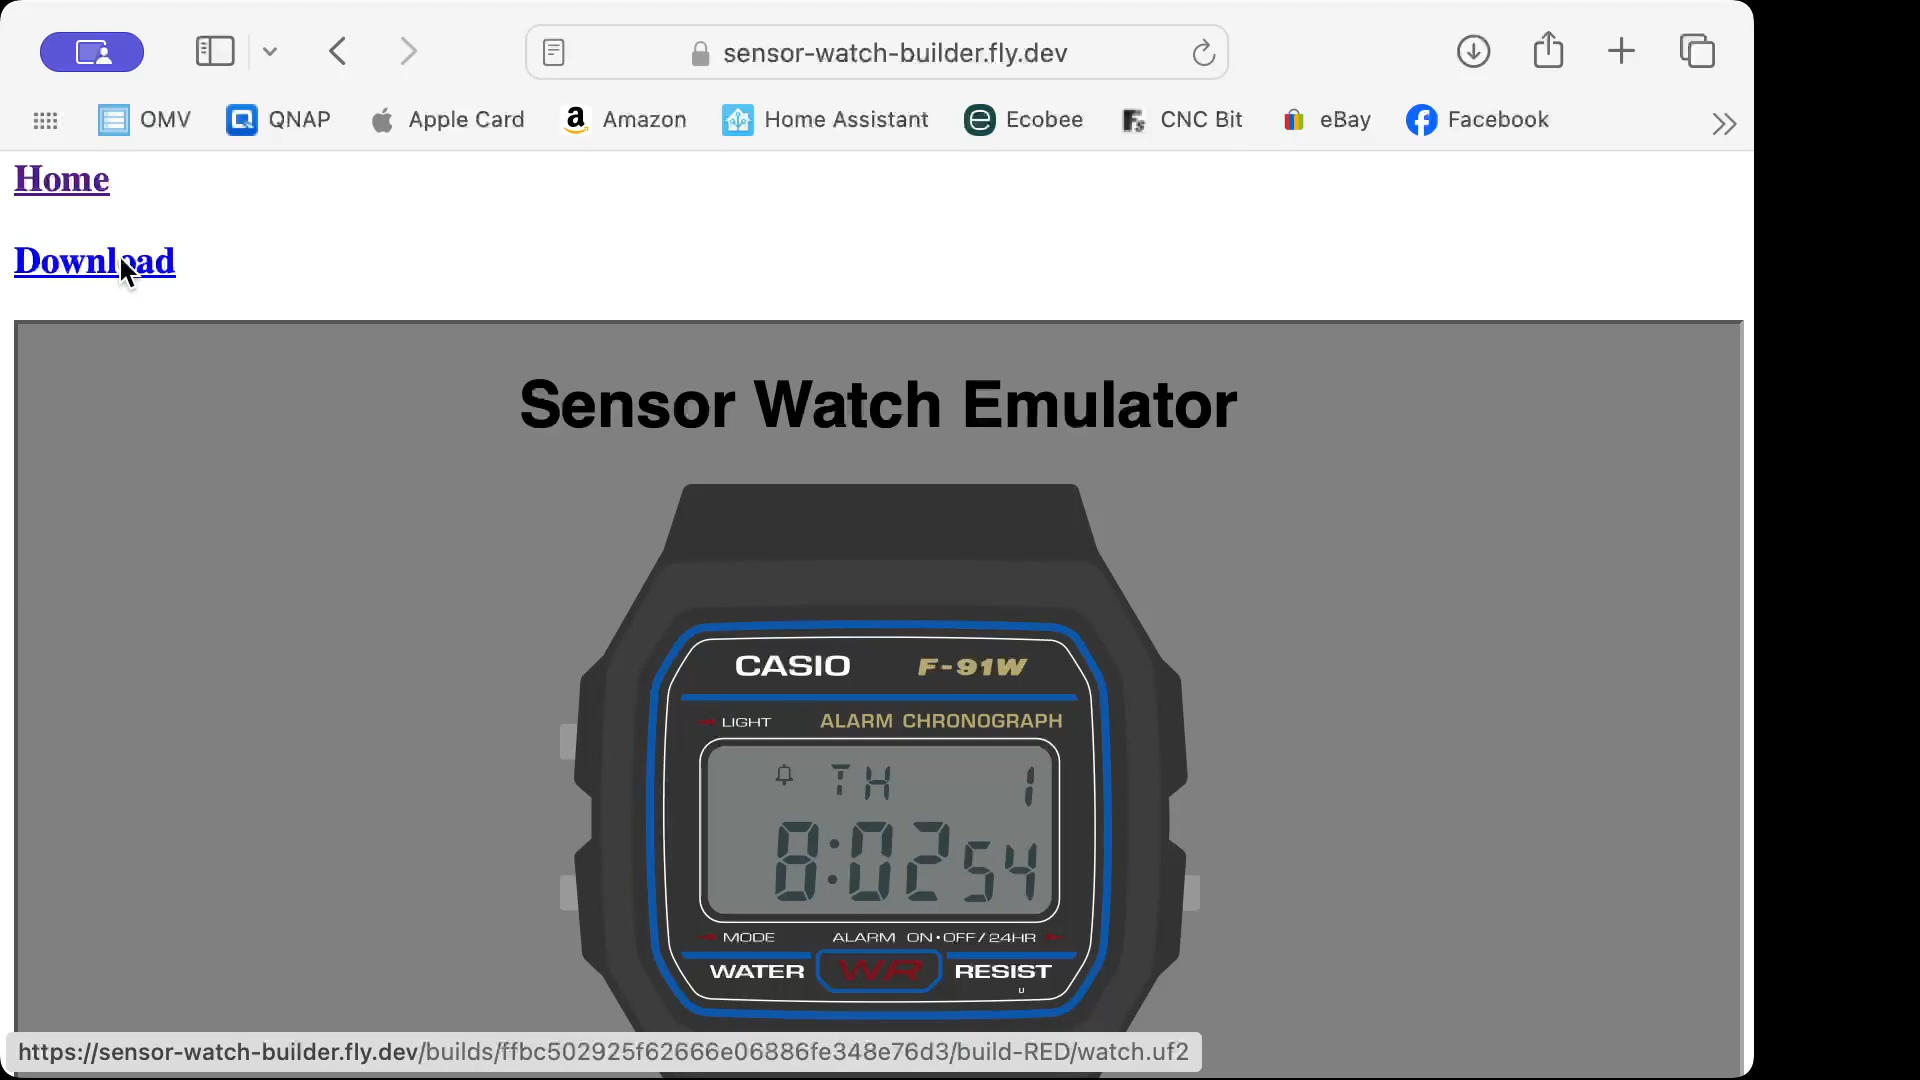 sensor-watch-builder.fly.dev
OMV QNAP Apple Card Amazon Home Assistant Ecobee CNC Bit eBay Facebook
Home
Download
Sensor Watch Emulator
CASIO F-91W
LIGHT ALARM CHRONOGRAPH
TH 1
8:02 54
MODE ALARM ON•OFF/24HR
WATER WR RESIST
U
https://sensor-watch-builder.fly.dev/builds/ffbc502925f62666e06886fe348e76d3/build-RED/watch.uf2